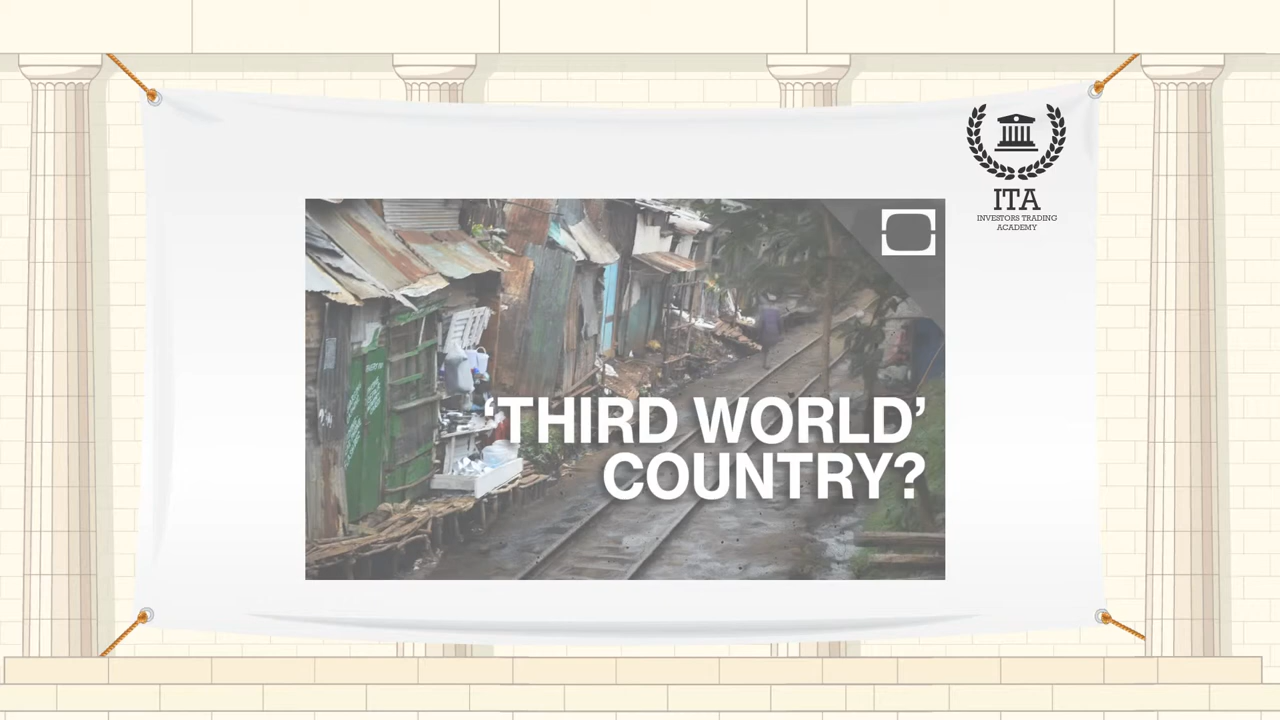 ITA
INVESTORS TRADING
ACADEMY
'THIRD WORLD'
COUNTRY?